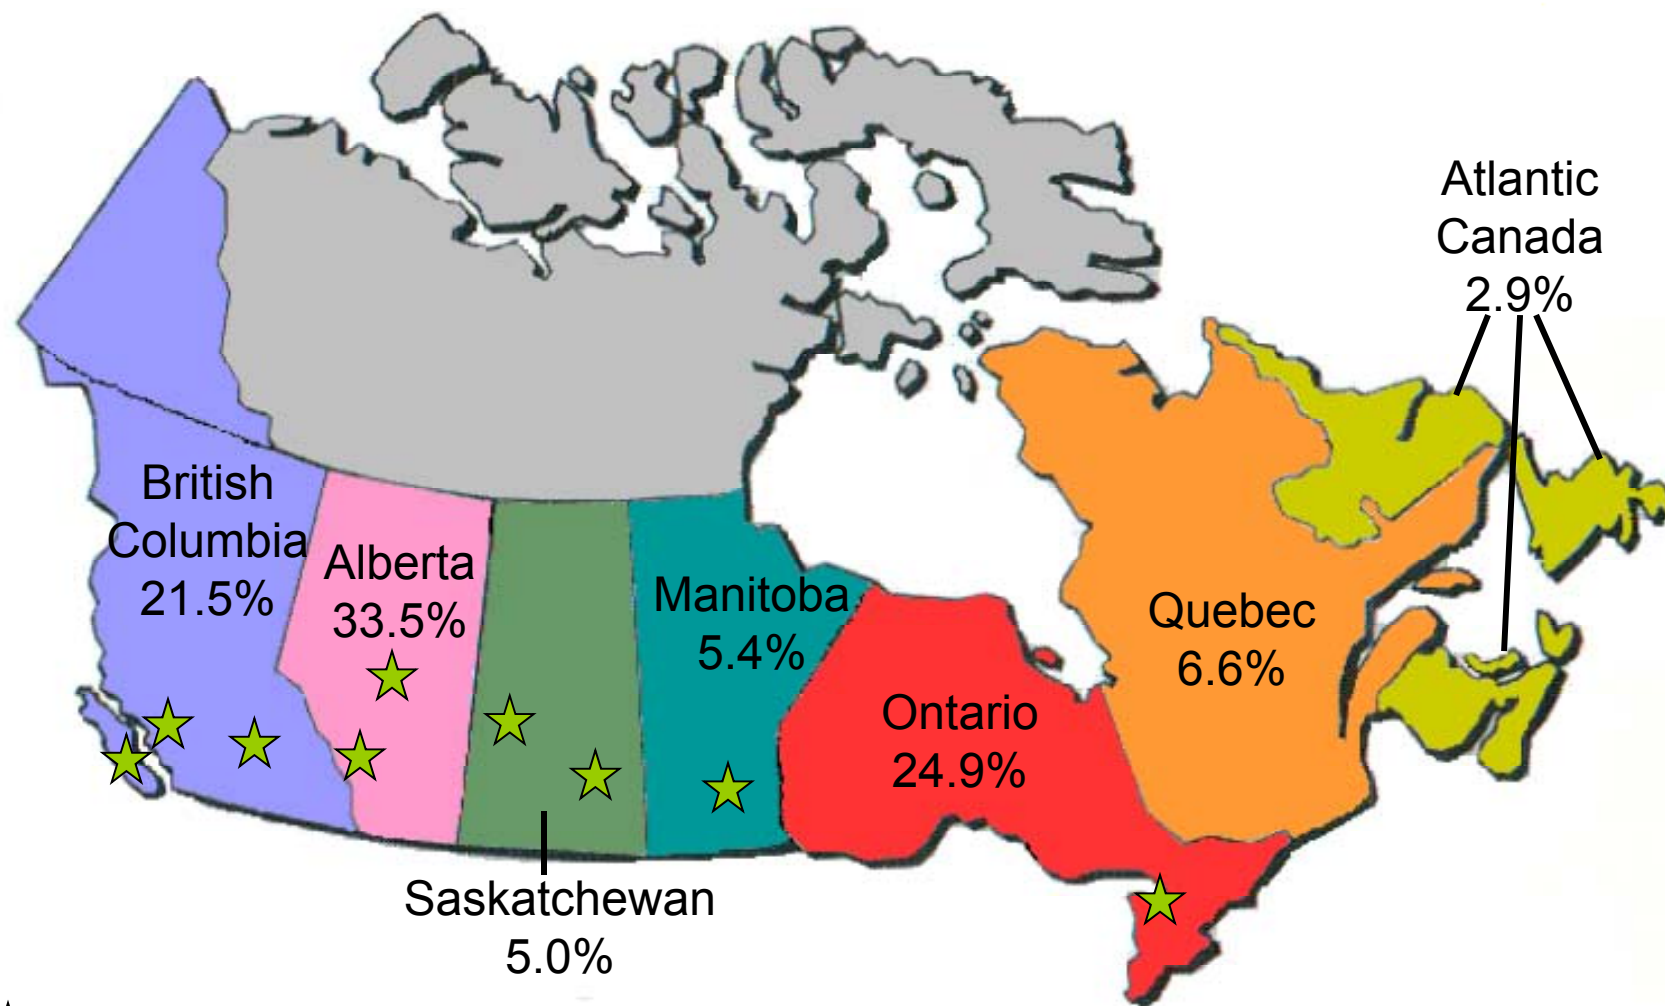 Atlantic
Canada
2.9%
British
Columbia
21.5%
Alberta
33.5%
Manitoba
5.4%
Quebec
6.6%
Ontario
24.9%
Saskatchewan
5.0%